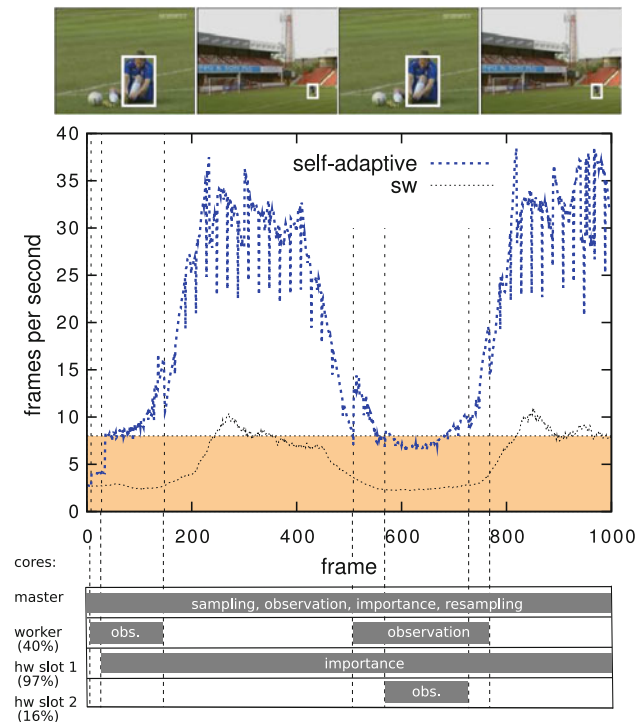 40
35
30
25
20
15
10
5
0
frames per second
self-adaptive
sw
0 200 400 600 800 1000
frame
cores:
master
sampling, observation, importance, resampling
worker
(40%)
obs.
observation
hw slot 1
(97%)
importance
hw slot 2
(16%)
obs.